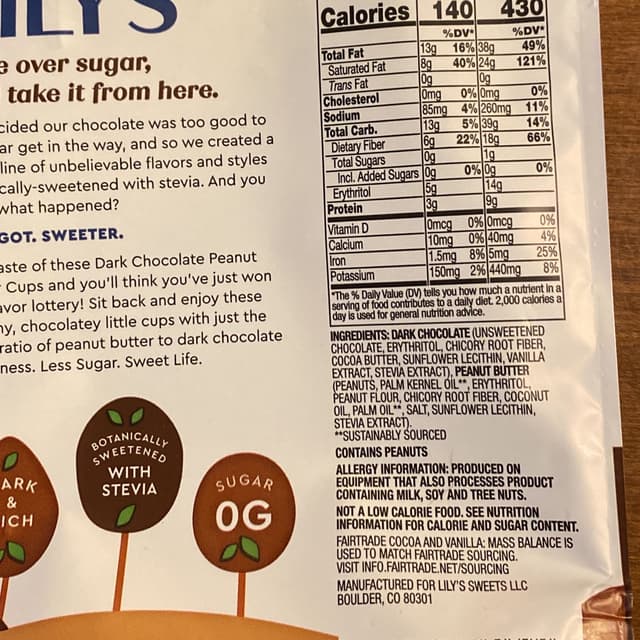 LY'S
e over sugar,
take it from here.
cided our chocolate was too good to
ar get in the way, and so we created a
line of unbelievable flavors and styles
cally-sweetened with stevia. And you
what happened?
GOT. SWEETER.
aste of these Dark Chocolate Peanut
Cups and you'll think you've just won
avor lottery! Sit back and enjoy these
y, chocolatey little cups with just the
ratio of peanut butter to dark chocolate
ness. Less Sugar. Sweet Life.
ARK
&
ICH
BOTANICALLY
SWEETENED
WITH
STEVIA
SUGAR
0G
Calories 140 430
%DV* %DV*
Total Fat 13g 16% 38g 49%
Saturated Fat 8g 40% 24g 121%
Trans Fat 0g 0g
Cholesterol 0mg 0% 0mg 0%
Sodium 85mg 4% 260mg 11%
Total Carb. 13g 5% 39g 14%
Dietary Fiber 6g 22% 18g 66%
Total Sugars 0g 1g
Incl. Added Sugars 0g 0% 0g 0%
Erythritol 5g 14g
Protein 3g 9g
Vitamin D 0mcg 0% 0mcg 0%
Calcium 10mg 0% 40mg 4%
Iron 1.5mg 8% 5mg 25%
Potassium 150mg 2% 440mg 8%
*The % Daily Value (DV) tells you how much a nutrient in a
serving of food contributes to a daily diet. 2,000 calories a
day is used for general nutrition advice.
INGREDIENTS: DARK CHOCOLATE (UNSWEETENED
CHOCOLATE, ERYTHRITOL, CHICORY ROOT FIBER,
COCOA BUTTER, SUNFLOWER LECITHIN, VANILLA
EXTRACT, STEVIA EXTRACT), PEANUT BUTTER
(PEANUTS, PALM KERNEL OIL**, ERYTHRITOL,
PEANUT FLOUR, CHICORY ROOT FIBER, COCONUT
OIL, PALM OIL**, SALT, SUNFLOWER LECITHIN,
STEVIA EXTRACT).
**SUSTAINABLY SOURCED
CONTAINS PEANUTS
ALLERGY INFORMATION: PRODUCED ON
EQUIPMENT THAT ALSO PROCESSES PRODUCT
CONTAINING MILK, SOY AND TREE NUTS.
NOT A LOW CALORIE FOOD. SEE NUTRITION
INFORMATION FOR CALORIE AND SUGAR CONTENT.
FAIRTRADE COCOA AND VANILLA: MASS BALANCE IS
USED TO MATCH FAIRTRADE SOURCING.
VISIT INFO.FAIRTRADE.NET/SOURCING
MANUFACTURED FOR LILY'S SWEETS LLC
BOULDER, CO 80301